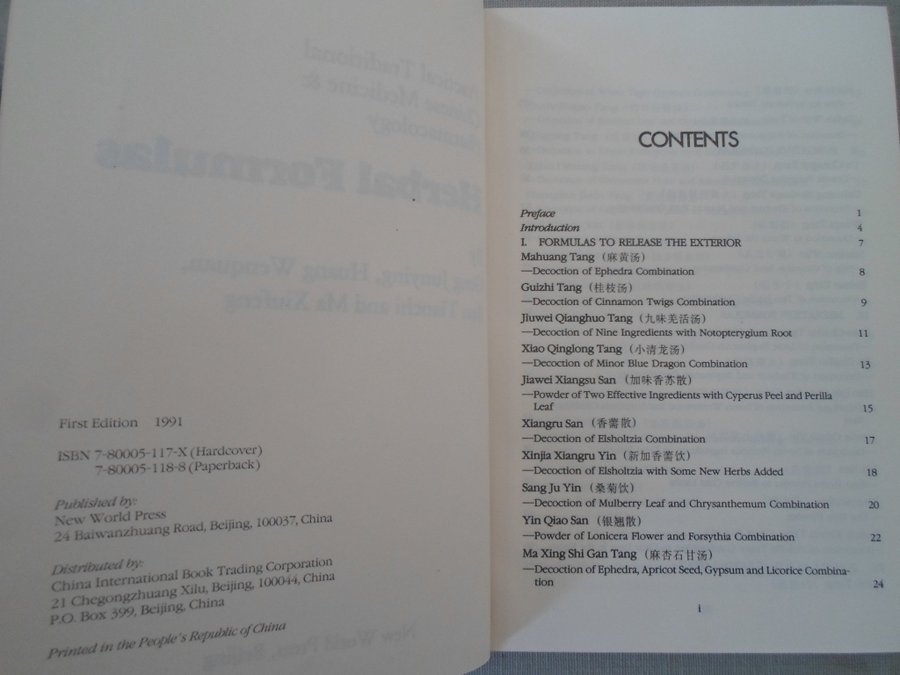 First Edition 1991
ISBN 7-80005-117-X (Hardcover)
7-80005-118-8 (Paperback)
Published by:
New World Press
24 Baiwanzhuang Road, Beijing, 100037, China
Distributed by:
China International Book Trading Corporation
21 Chegongzhuang Xilu, Beijing, 100044, China
P.O. Box 399, Beijing, China
Printed in the People's Republic of China
CONTENTS
Preface 1
Introduction 4
I. FORMULAS TO RELEASE THE EXTERIOR 7
Mahuang Tang (麻黄汤)
—Decoction of Ephedra Combination 8
Guizhi Tang (桂枝汤)
—Decoction of Cinnamon Twigs Combination 9
Jiuwei Qianghuo Tang (九味羌活汤)
—Decoction of Nine Ingredients with Notopterygium Root 11
Xiao Qinglong Tang (小清龙汤)
—Decoction of Minor Blue Dragon Combination 13
Jiawei Xiangsu San (加味香苏散)
—Powder of Two Effective Ingredients with Cyperus Peel and Perilla
Leaf 15
Xiangru San (香薷散)
—Decoction of Elsholtzia Combination 17
Xinjia Xiangru Yin (新加香薷饮)
—Decoction of Elsholtzia with Some New Herbs Added 18
Sang Ju Yin (桑菊饮)
—Decoction of Mulberry Leaf and Chrysanthemum Combination 20
Yin Qiao San (银翘散)
—Powder of Lonicera Flower and Forsythia Combination 22
Ma Xing Shi Gan Tang (麻杏石甘汤)
—Decoction of Ephedra, Apricot Seed, Gypsum and Licorice Combina-
tion 24
i